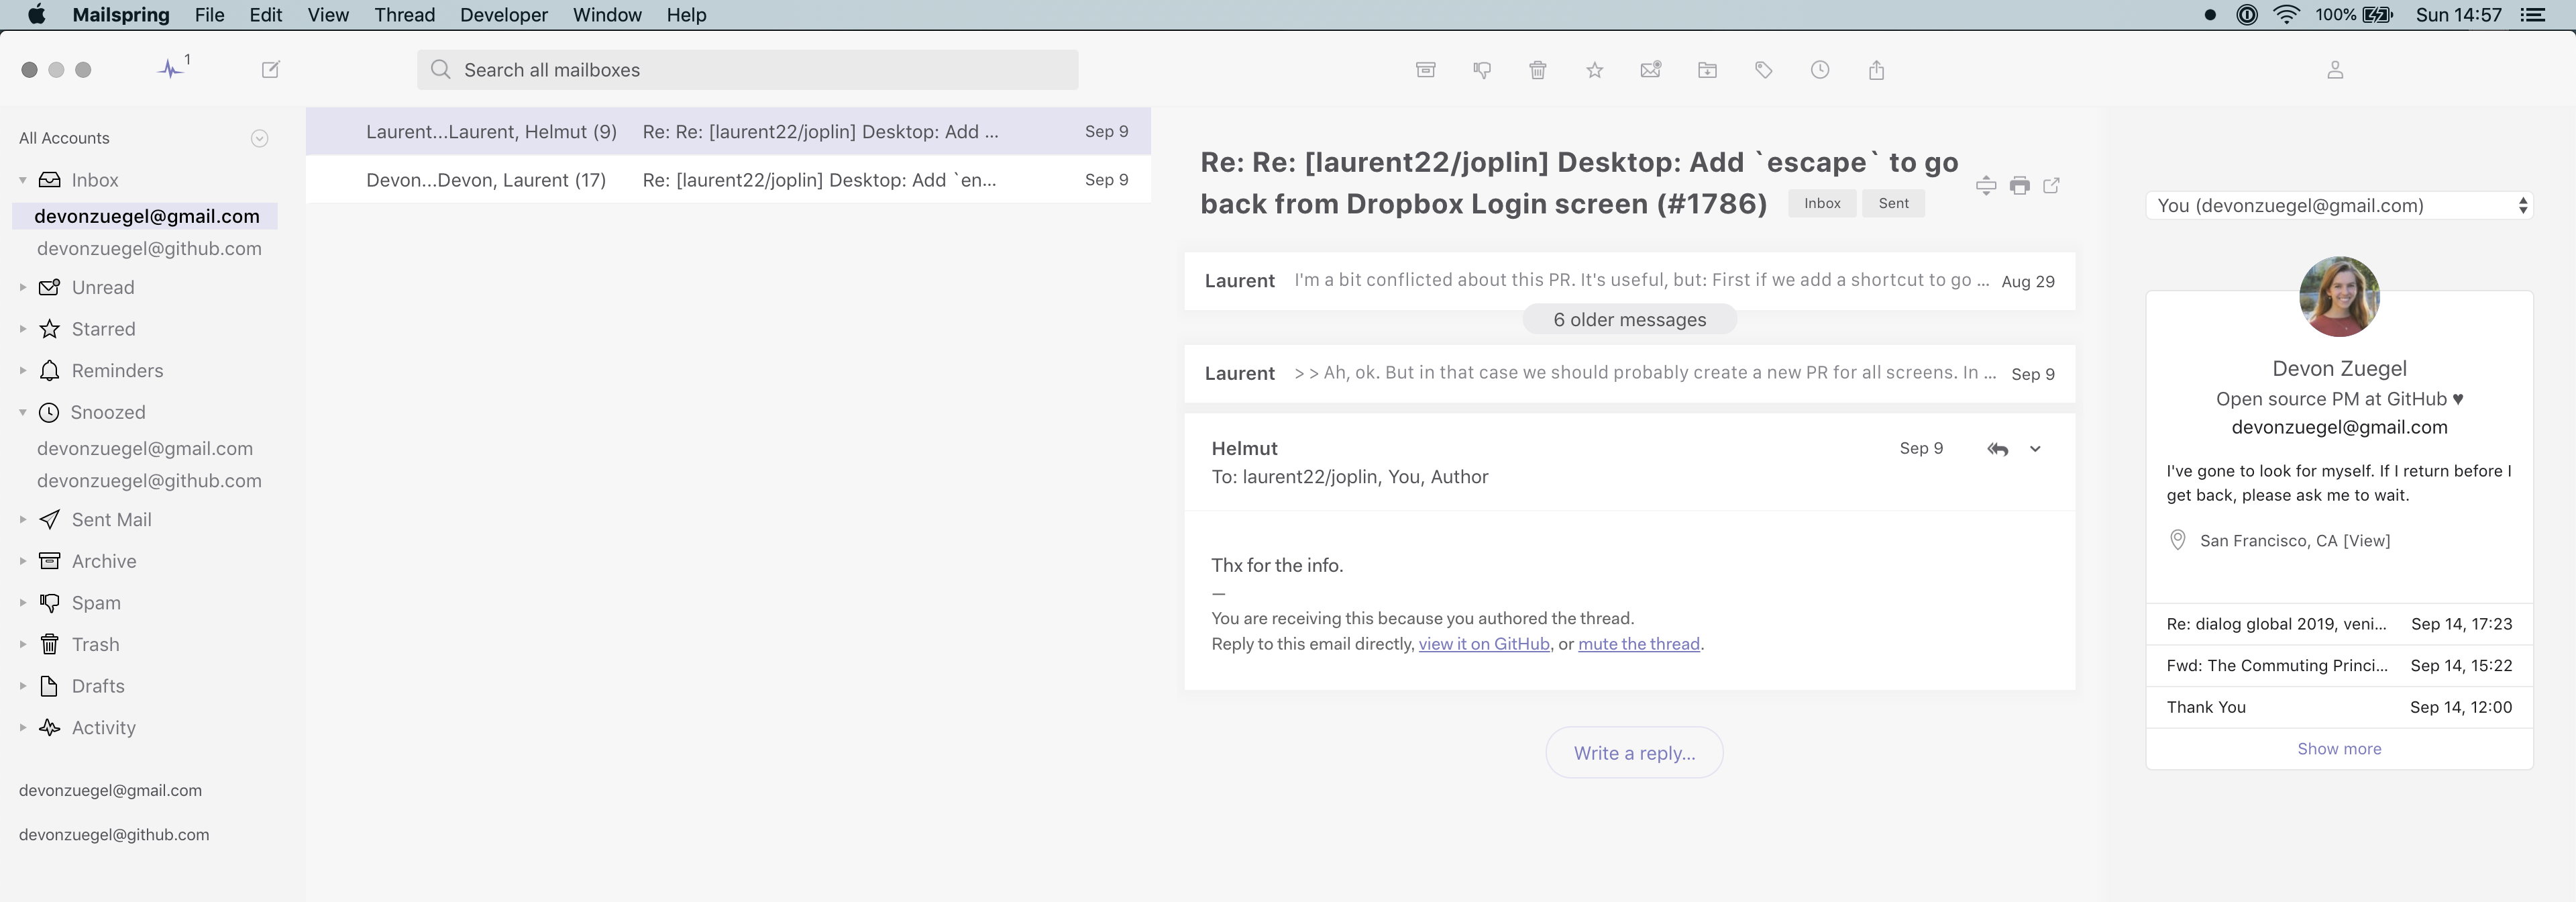 Mailspring File Edit View Thread Developer Window Help 100% Sun 14:57
1
Search all mailboxes
All Accounts
Inbox
devonzuegel@gmail.com
devonzuegel@github.com
Unread
Starred
Reminders
Snoozed
devonzuegel@gmail.com
devonzuegel@github.com
Sent Mail
Archive
Spam
Trash
Drafts
Activity
devonzuegel@gmail.com
devonzuegel@github.com
Laurent...Laurent, Helmut (9) Re: Re: [laurent22/joplin] Desktop: Add ... Sep 9
Devon...Devon, Laurent (17) Re: [laurent22/joplin] Desktop: Add `en... Sep 9
Re: Re: [laurent22/joplin] Desktop: Add `escape` to go
back from Dropbox Login screen (#1786) Inbox Sent
Laurent I'm a bit conflicted about this PR. It's useful, but: First if we add a shortcut to go ... Aug 29
6 older messages
Laurent > > Ah, ok. But in that case we should probably create a new PR for all screens. In ... Sep 9
Helmut Sep 9
To: laurent22/joplin, You, Author
Thx for the info.
—
You are receiving this because you authored the thread.
Reply to this email directly, view it on GitHub, or mute the thread.
Write a reply...
You (devonzuegel@gmail.com)
Devon Zuegel
Open source PM at GitHub ♥
devonzuegel@gmail.com
I've gone to look for myself. If I return before I
get back, please ask me to wait.
San Francisco, CA [View]
Re: dialog global 2019, veni... Sep 14, 17:23
Fwd: The Commuting Princi... Sep 14, 15:22
Thank You Sep 14, 12:00
Show more